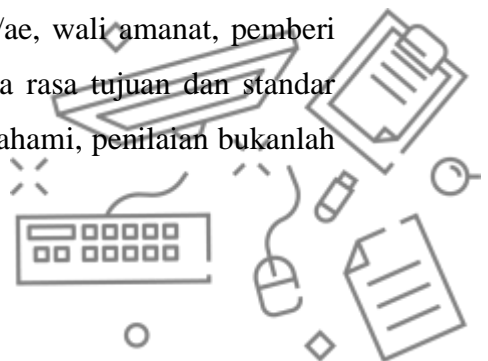 /ae, wali amanat, pemberi
a rasa tujuan dan standar
ahami, penilaian bukanlah